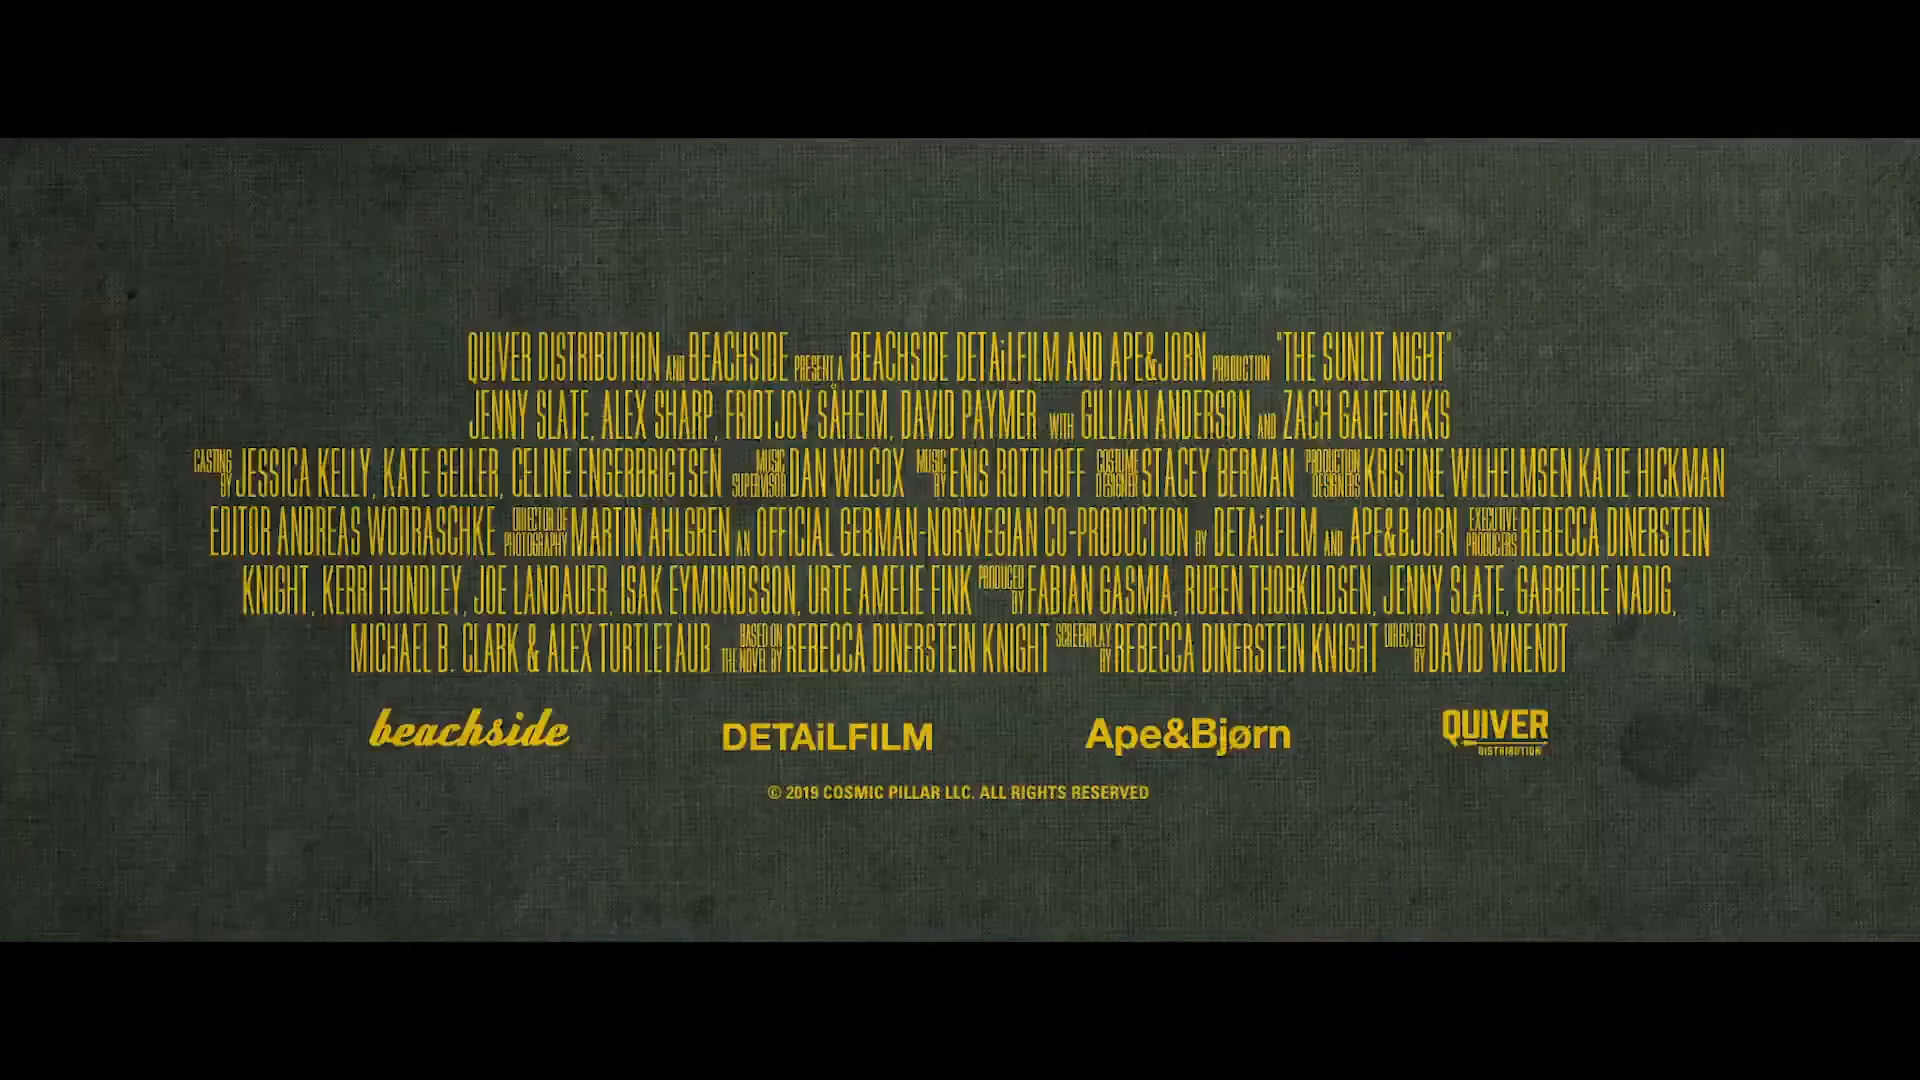 QUIVER DISTRIBUTION AND BEACHSIDE PRESENT A BEACHSIDE DETAiLFILM AND APE&JORN PRODUCTION "THE SUNLIT NIGHT"
JENNY SLATE, ALEX SHARP, FRIDTJOV SÅHEIM, DAVID PAYMER WITH GILLIAN ANDERSON AND ZACH GALIFINAKIS
CASTING BY JESSICA KELLY, KATE GELLER, CELINE ENGERBRIGTSEN MUSIC SUPERVISOR DAN WILCOX MUSIC BY ENIS ROTTHOFF COSTUME DESIGNER STACEY BERMAN PRODUCTION DESIGNERS KRISTINE WILHELMSEN KATIE HICKMAN
EDITOR ANDREAS WODRASCHKE DIRECTOR OF PHOTOGRAPHY MARTIN AHLGREN AN OFFICIAL GERMAN-NORWEGIAN CO-PRODUCTION BY DETAiLFILM AND APE&BJORN EXECUTIVE PRODUCERS REBECCA DINERSTEIN
KNIGHT, KERRI HUNDLEY, JOE LANDAUER, ISAK EYMUNDSSON, URTE AMELIE FINK PRODUCED BY FABIAN GASMIA, RUBEN THORKILDSEN, JENNY SLATE, GABRIELLE NADIG,
MICHAEL B. CLARK & ALEX TURTLETAUB BASED ON THE NOVEL BY REBECCA DINERSTEIN KNIGHT SCREENPLAY BY REBECCA DINERSTEIN KNIGHT DIRECTED BY DAVID WNENDT
beachside DETAiLFILM Ape&Bjørn QUIVER DISTRIBUTION
© 2019 COSMIC PILLAR LLC. ALL RIGHTS RESERVED